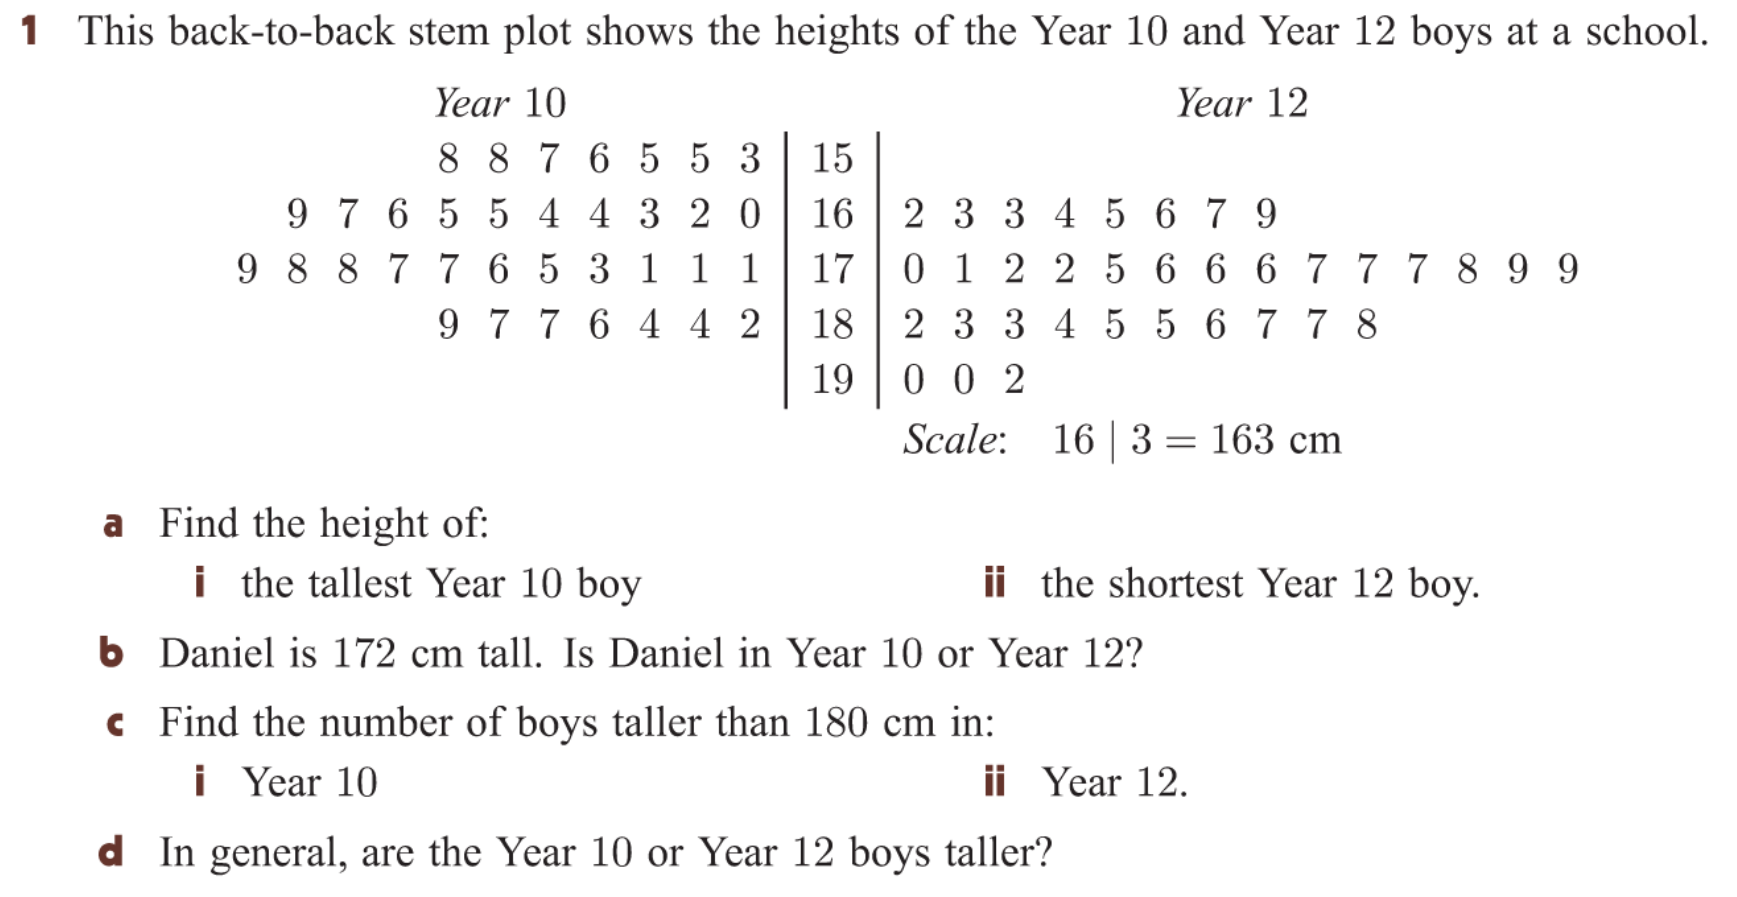 1 This back-to-back stem plot shows the heights of the Year 10 and Year 12 boys at a school.
Year 10 Year 12
8 8 7 6 5 5 3 | 15 |
9 7 6 5 5 4 4 3 2 0 | 16 | 2 3 3 4 5 6 7 9
9 8 8 7 7 6 5 3 1 1 1 | 17 | 0 1 2 2 5 6 6 6 7 7 7 8 9 9
9 7 7 6 4 4 2 | 18 | 2 3 3 4 5 5 6 7 7 8
| 19 | 0 0 2
Scale: 16 | 3 = 163 cm
a Find the height of:
i the tallest Year 10 boy ii the shortest Year 12 boy.
b Daniel is 172 cm tall. Is Daniel in Year 10 or Year 12?
c Find the number of boys taller than 180 cm in:
i Year 10 ii Year 12.
d In general, are the Year 10 or Year 12 boys taller?